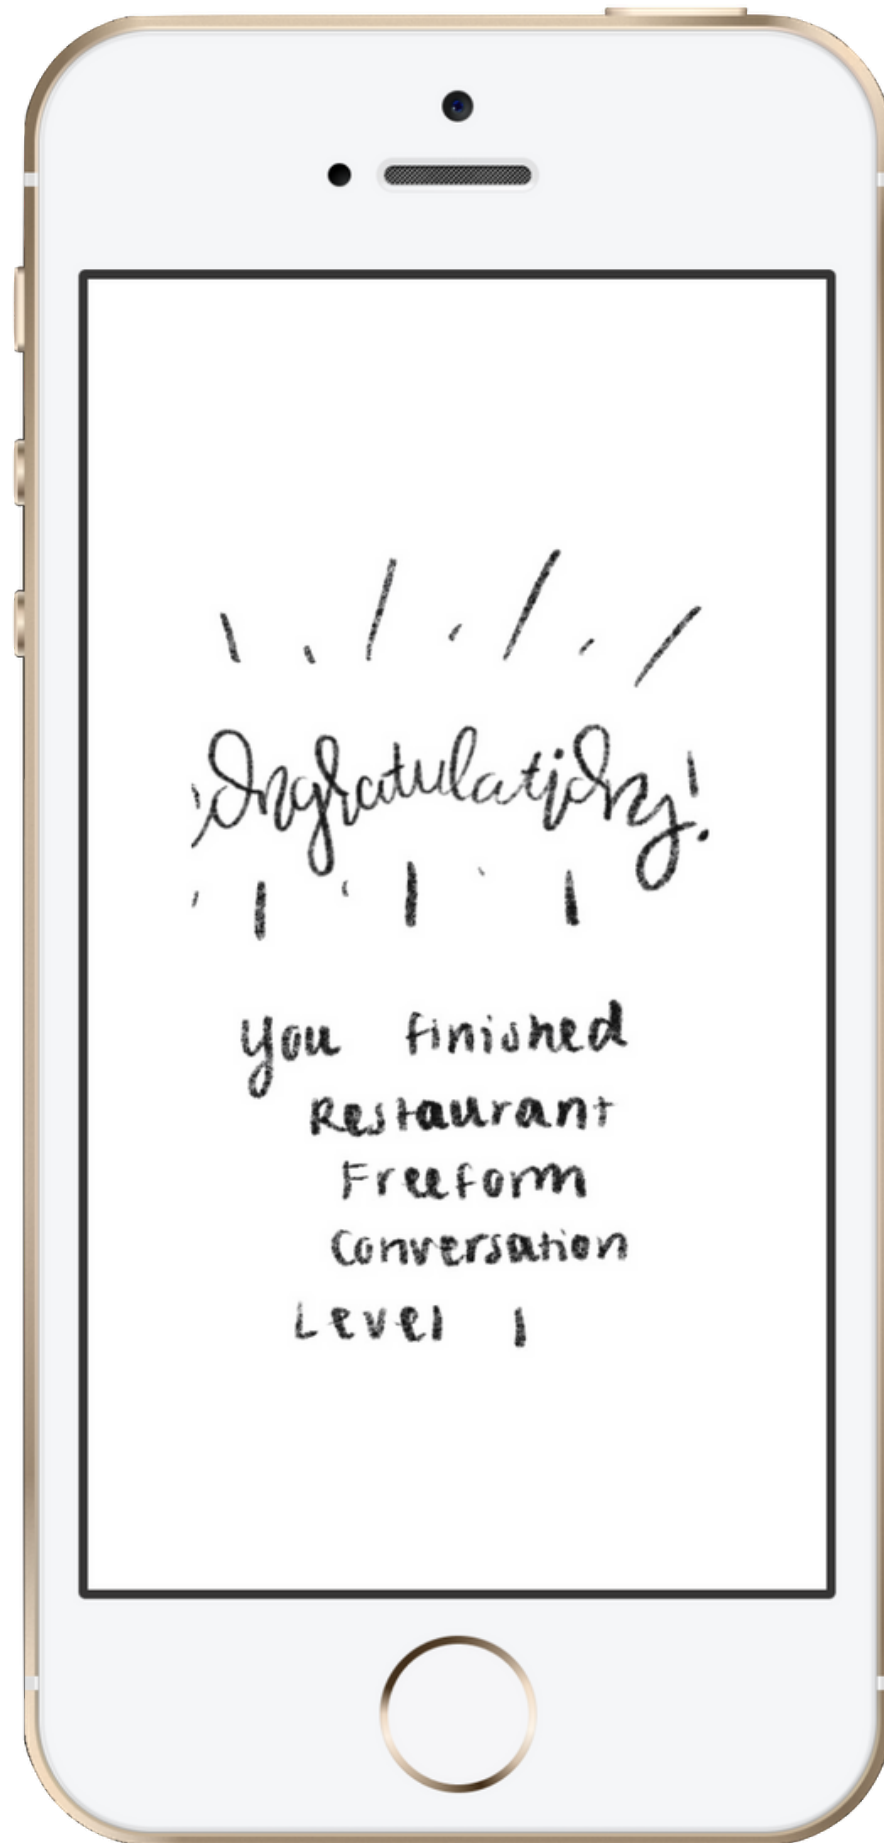 congratulations!
you finished
Restaurant
Freeform
Conversation
Level 1